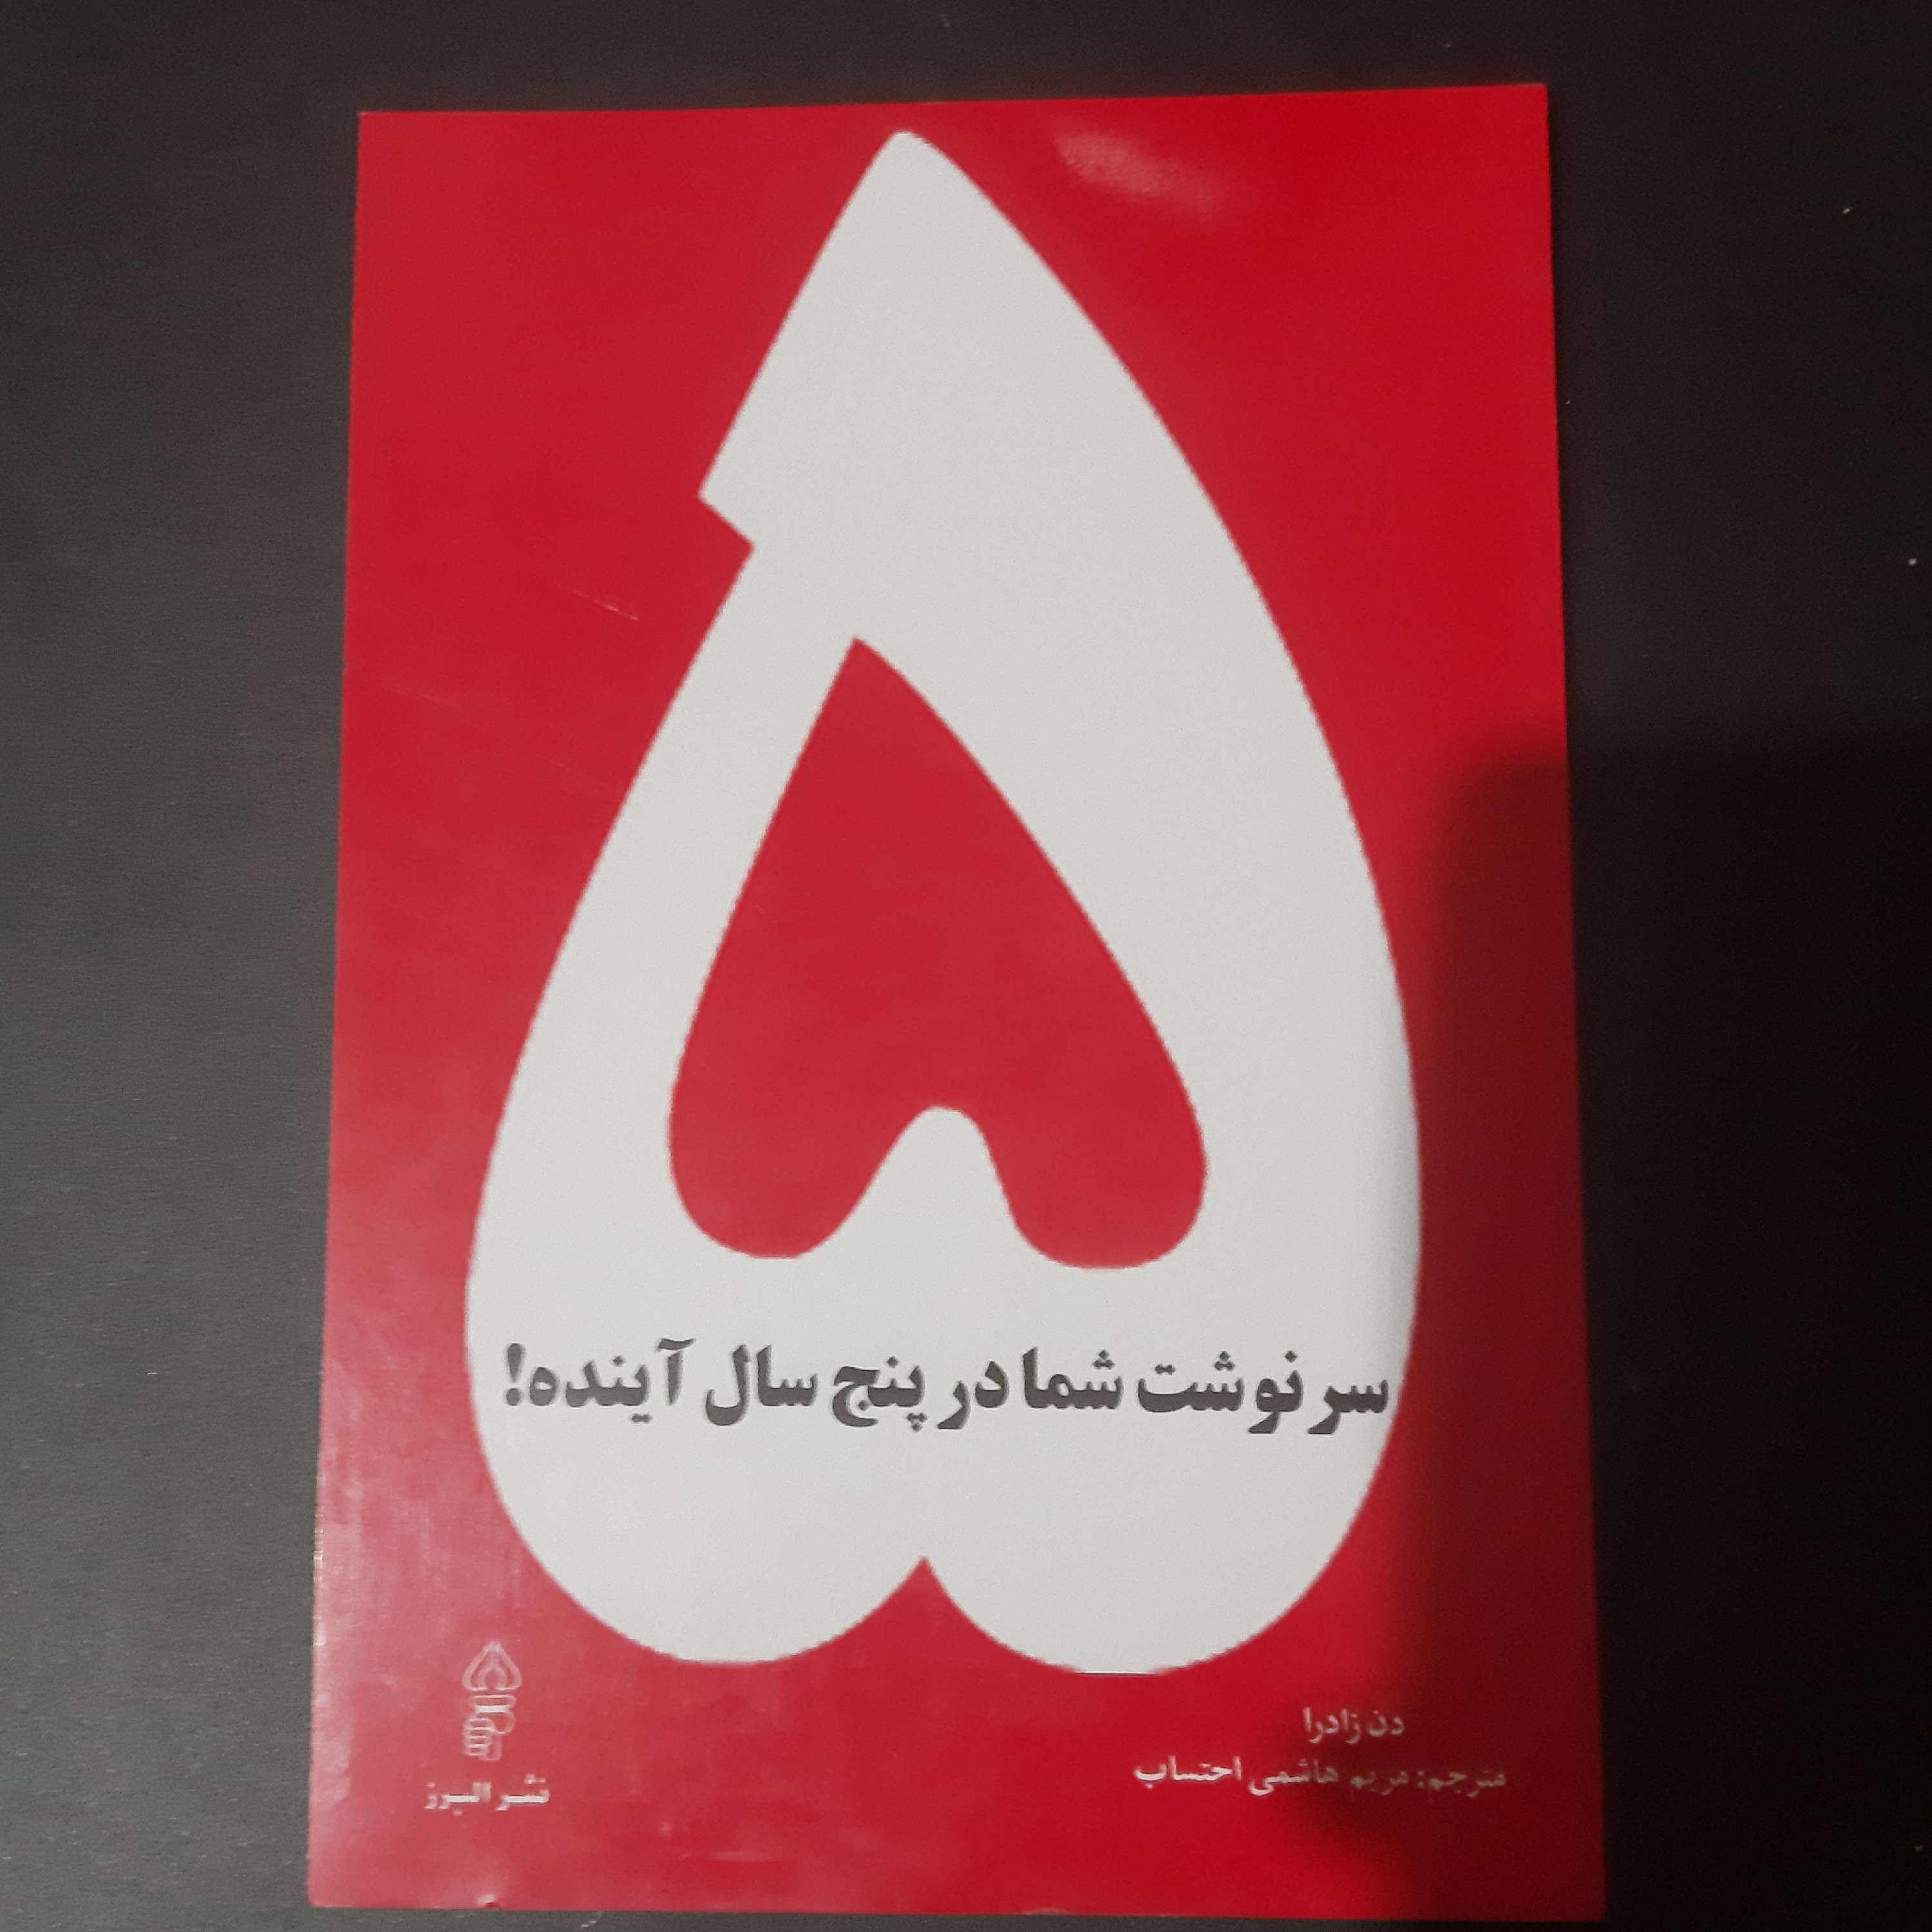 ۵
سرنوشت شما در پنج سال آینده!
دن زادرا
مترجم: مریم هاشمی احتساب
نشر البرز